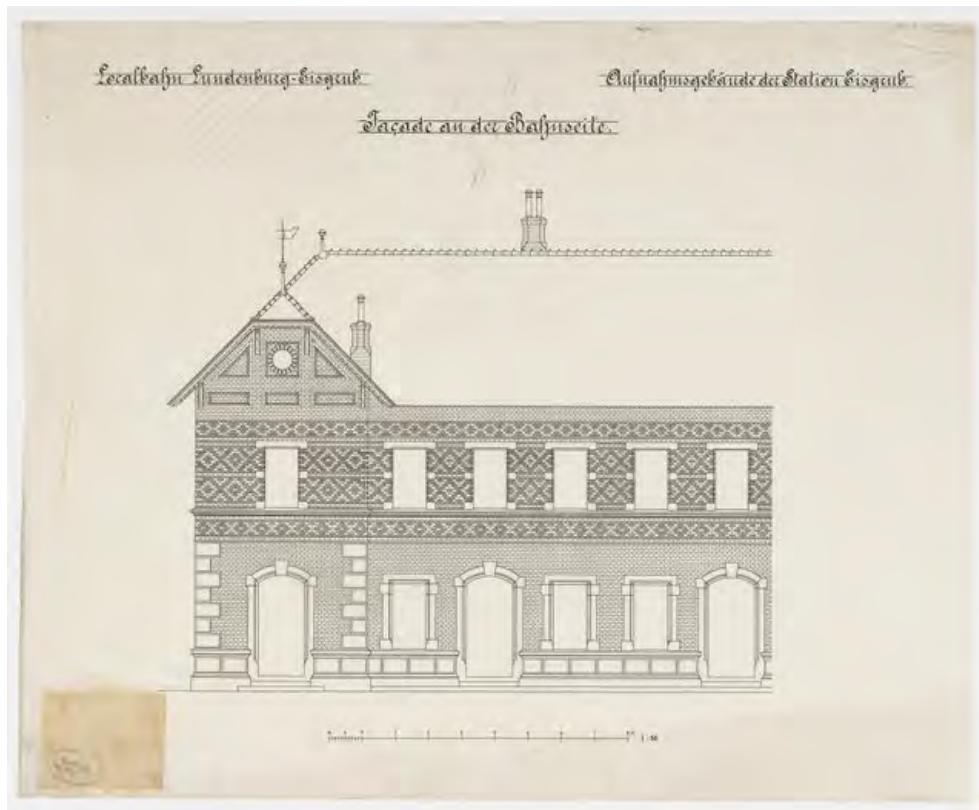 Localbahn Lundenburg-Eisgrub.
Aufnahmsgebäude der Station Eisgrub.
Façade an der Bahnseite.